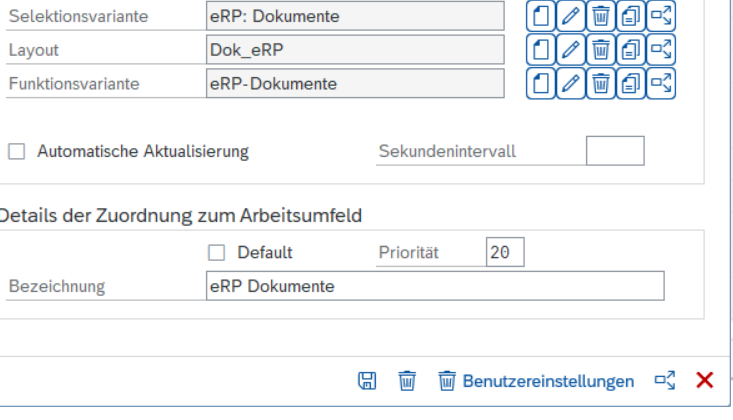 Selektionsvariante eRP: Dokumente
Layout Dok_eRP
Funktionsvariante eRP-Dokumente
Automatische Aktualisierung Sekundenintervall
Details der Zuordnung zum Arbeitsumfeld
Default Priorität 20
Bezeichnung eRP Dokumente
Benutzereinstellungen